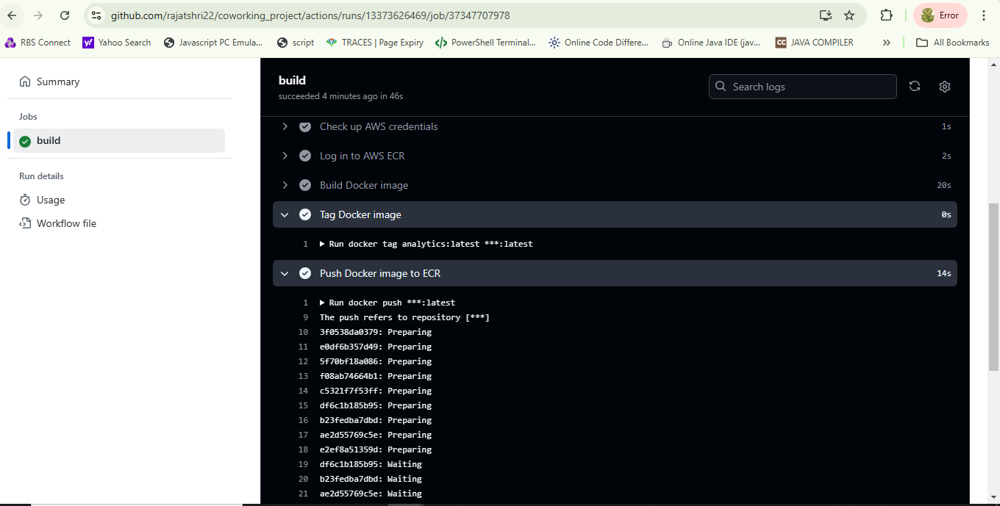 github.com/rajatshri22/coworking_project/actions/runs/13373626469/job/37347707978
Error
RBS Connect
Yahoo Search
Javascript PC Emula...
script
TRACES | Page Expiry
PowerShell Terminal...
Online Code Differe...
Online Java IDE (jav...
CC JAVA COMPILER
»
All Bookmarks
Summary
Jobs
build
Run details
Usage
Workflow file
build
succeeded 4 minutes ago in 46s
Search logs
Check up AWS credentials 1s
Log in to AWS ECR 2s
Build Docker image 20s
Tag Docker image 0s
1 Run docker tag analytics:latest ***:latest
Push Docker image to ECR 14s
1 Run docker push ***:latest
9 The push refers to repository [***]
10 3f0538da0379: Preparing
11 e0df6b357d49: Preparing
12 5f70bf18a086: Preparing
13 f08ab74664b1: Preparing
14 c5321f7f53ff: Preparing
15 df6c1b185b95: Preparing
16 b23fedba7dbd: Preparing
17 ae2d55769c5e: Preparing
18 e2ef8a51359d: Preparing
19 df6c1b185b95: Waiting
20 b23fedba7dbd: Waiting
21 ae2d55769c5e: Waiting